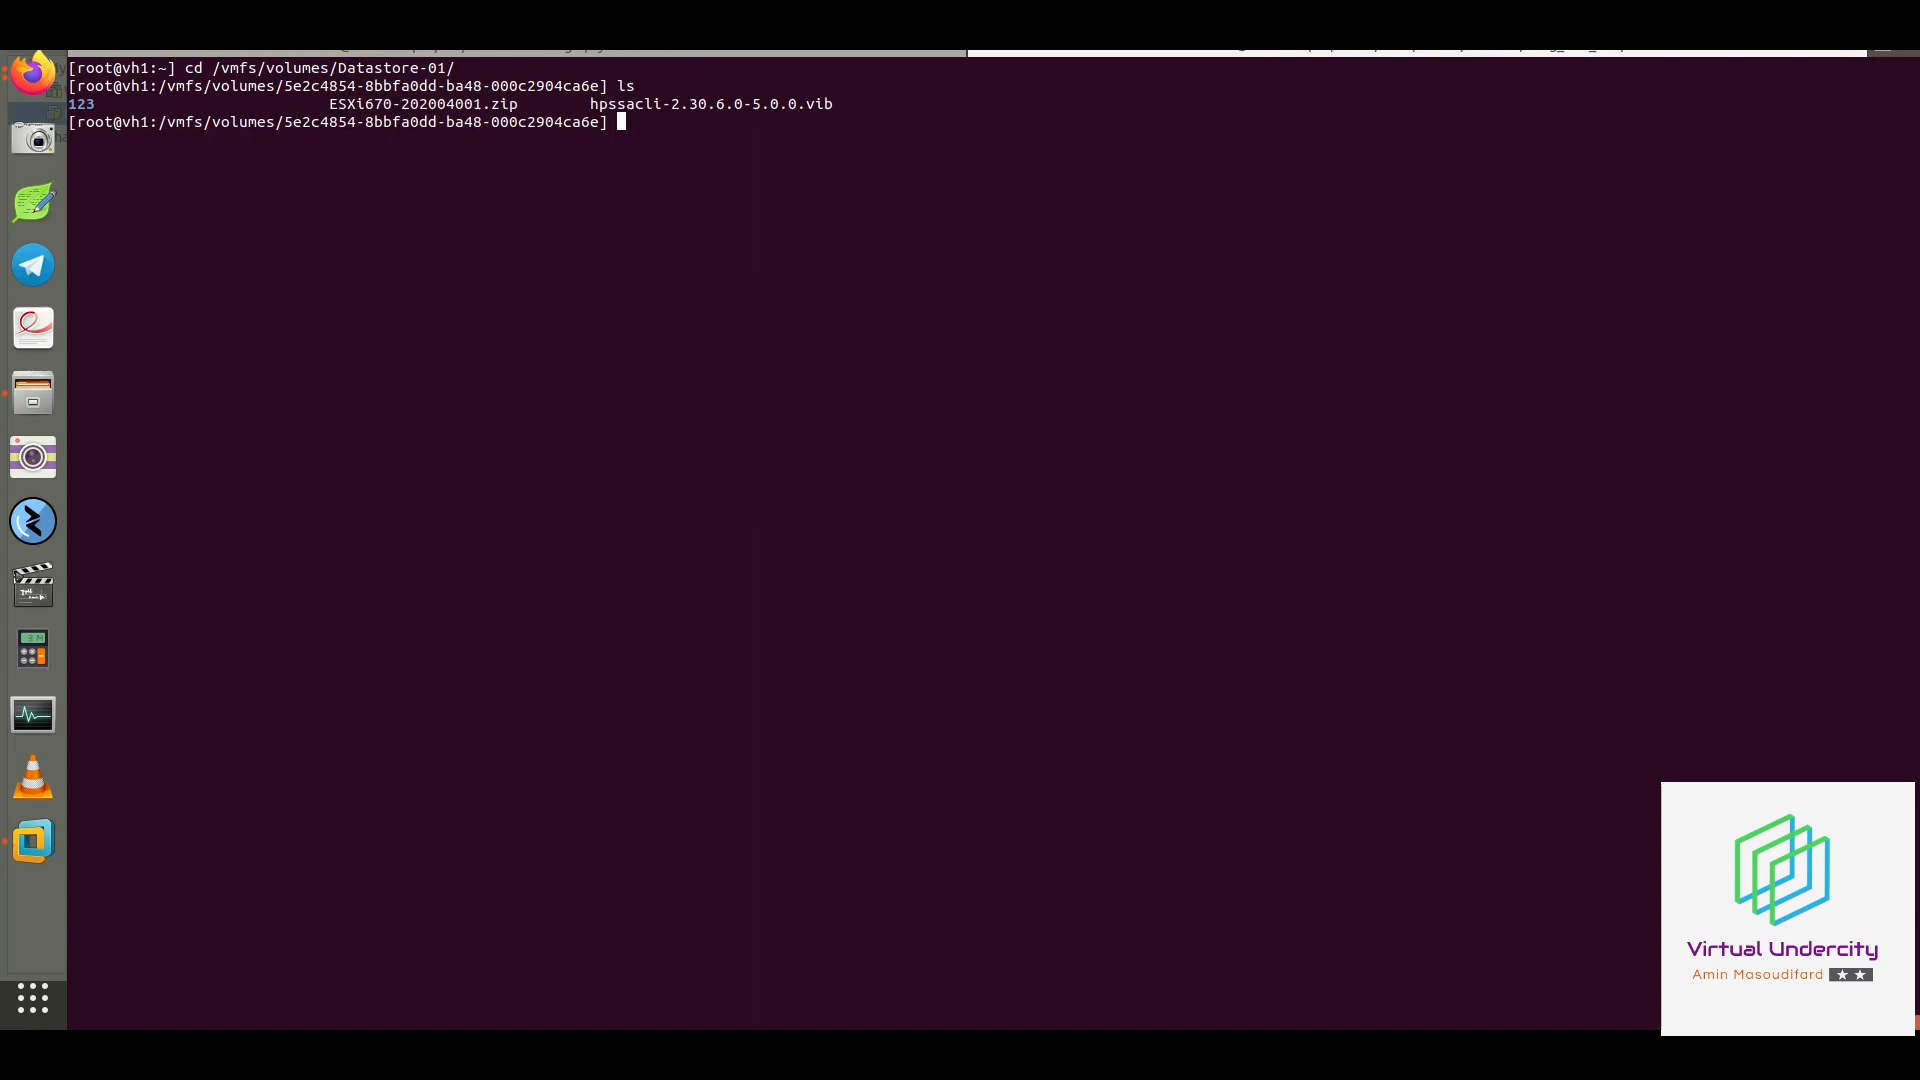 [root@vh1:~] cd /vmfs/volumes/Datastore-01/
[root@vh1:/vmfs/volumes/5e2c4854-8bbfa0dd-ba48-000c2904ca6e] ls
123 ESXi670-202004001.zip hpssacli-2.30.6.0-5.0.0.vib
[root@vh1:/vmfs/volumes/5e2c4854-8bbfa0dd-ba48-000c2904ca6e]
Virtual Undercity
Amin Masoudifard